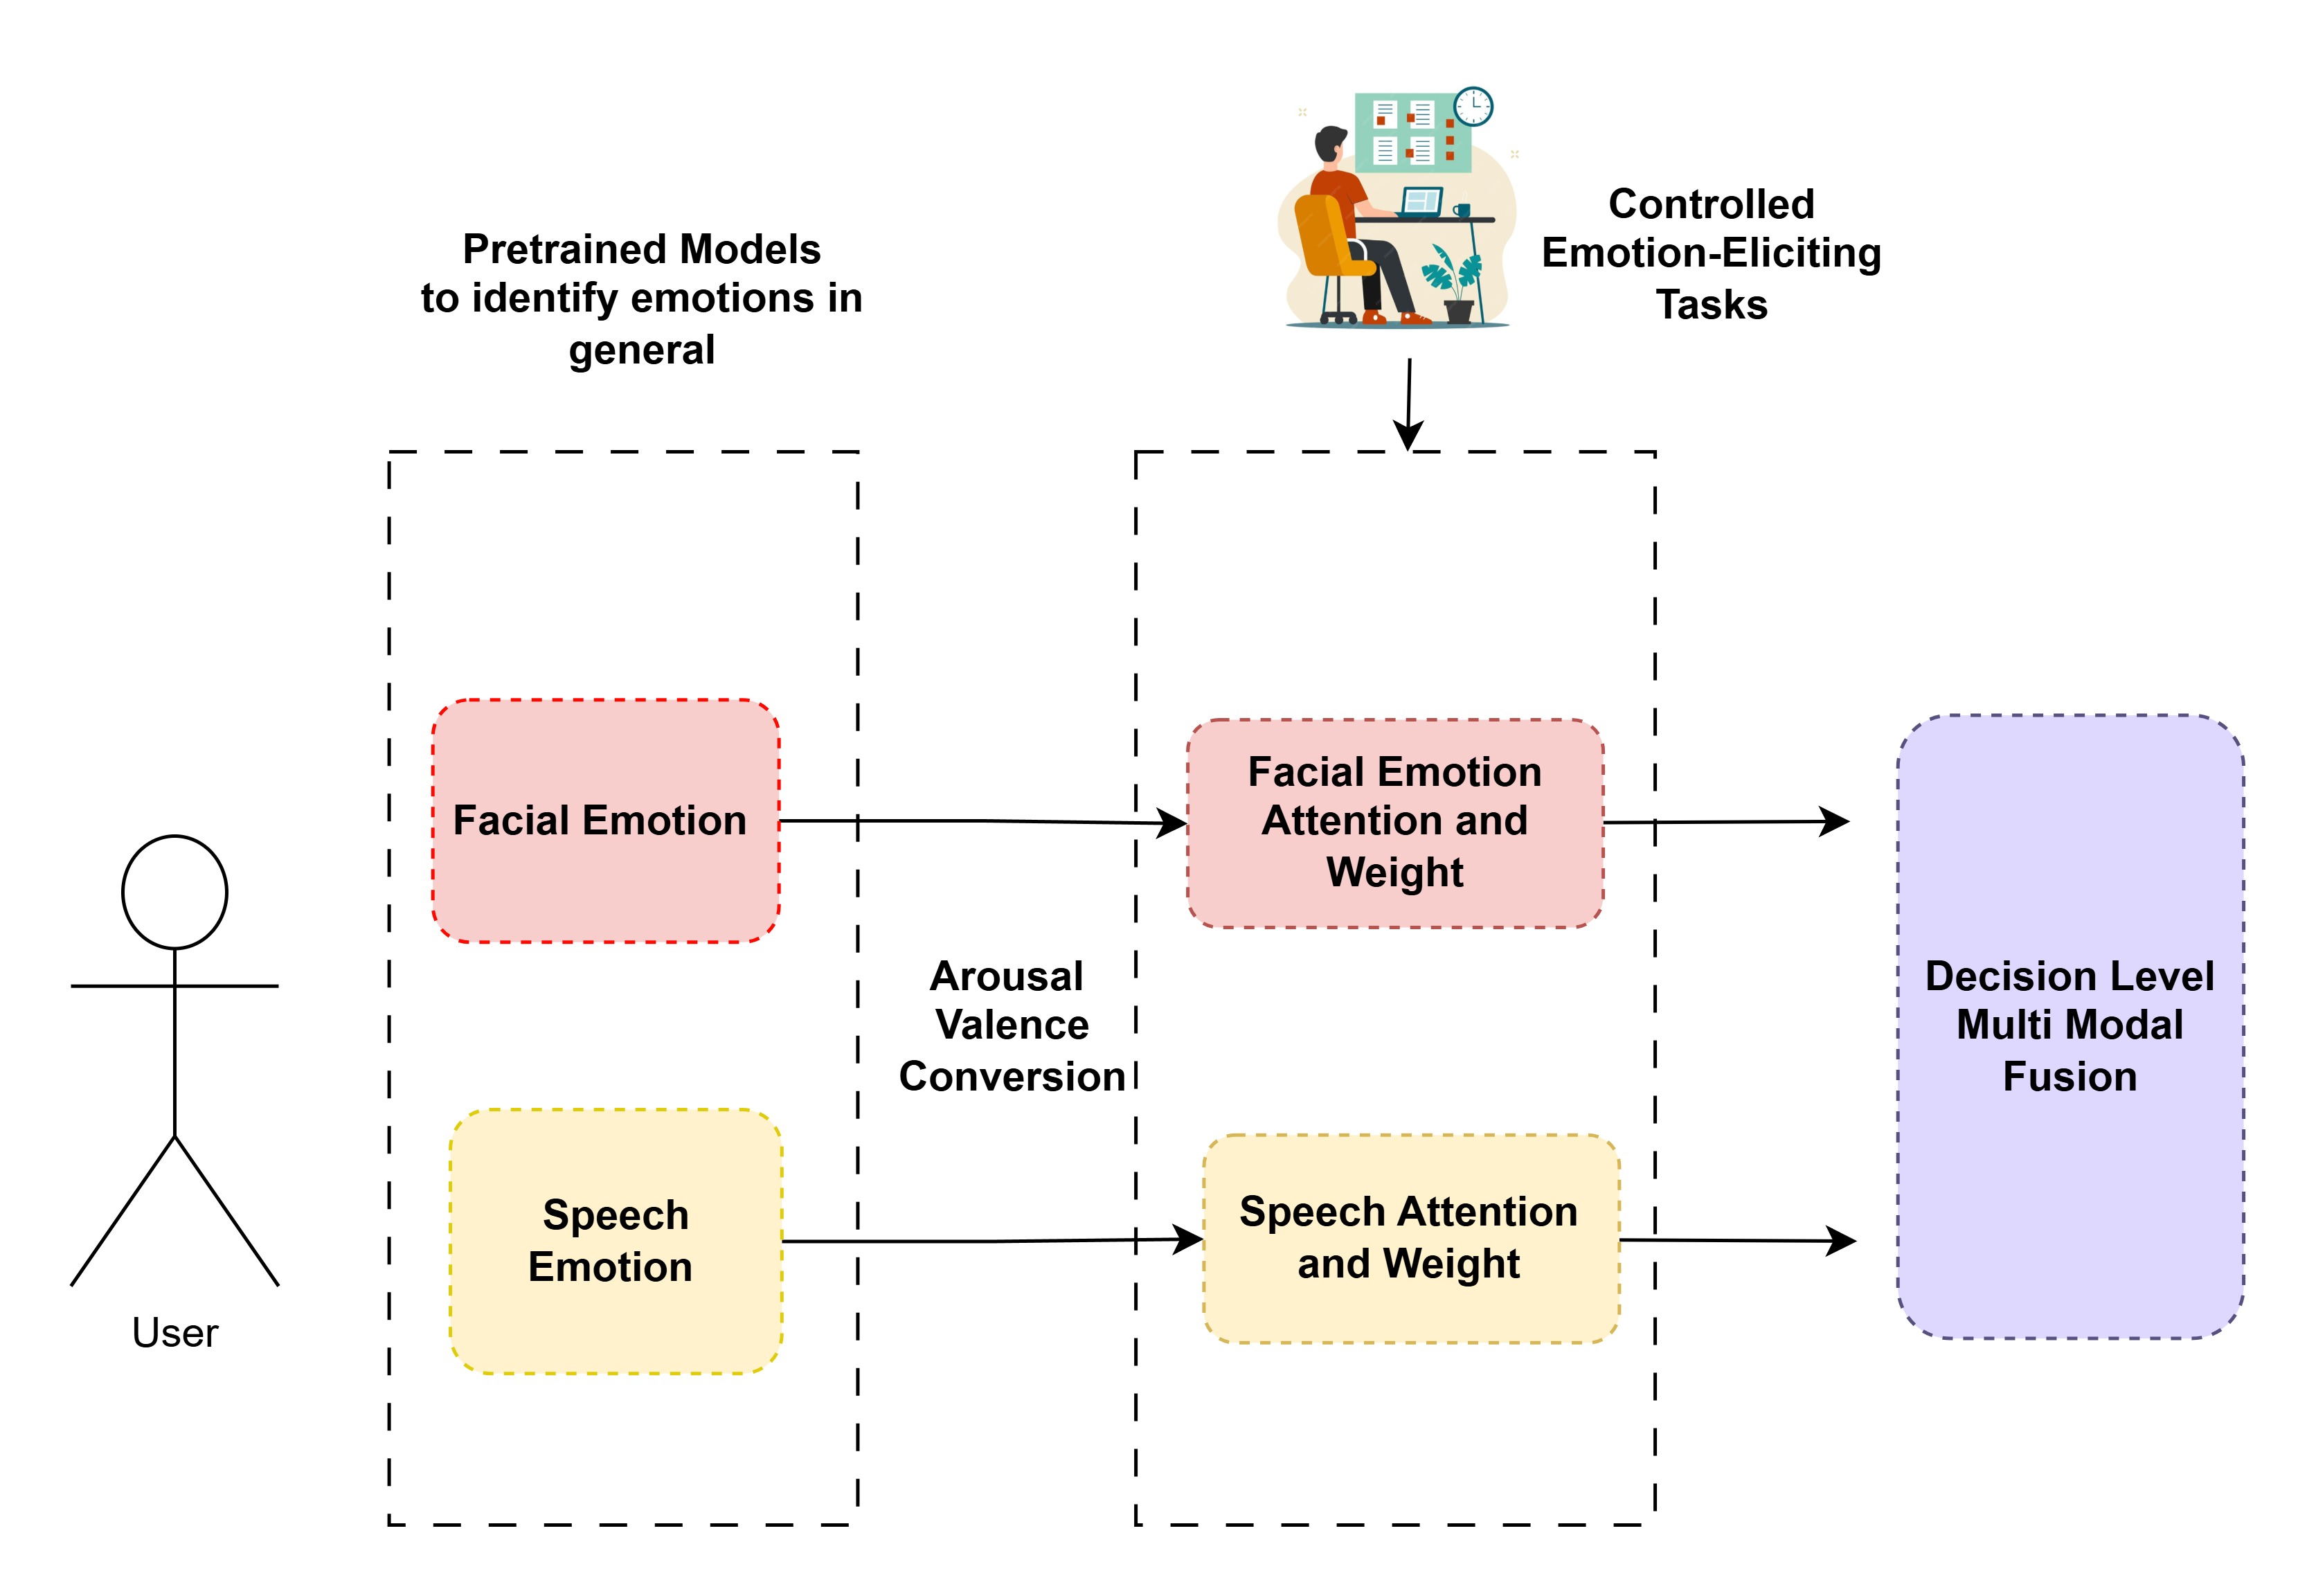 Pretrained Models
to identify emotions in
general
Controlled
Emotion-Eliciting
Tasks
Facial Emotion
Facial Emotion
Attention and
Weight
Arousal
Valence
Conversion
Speech
Emotion
Speech Attention
and Weight
Decision Level
Multi Modal
Fusion
User